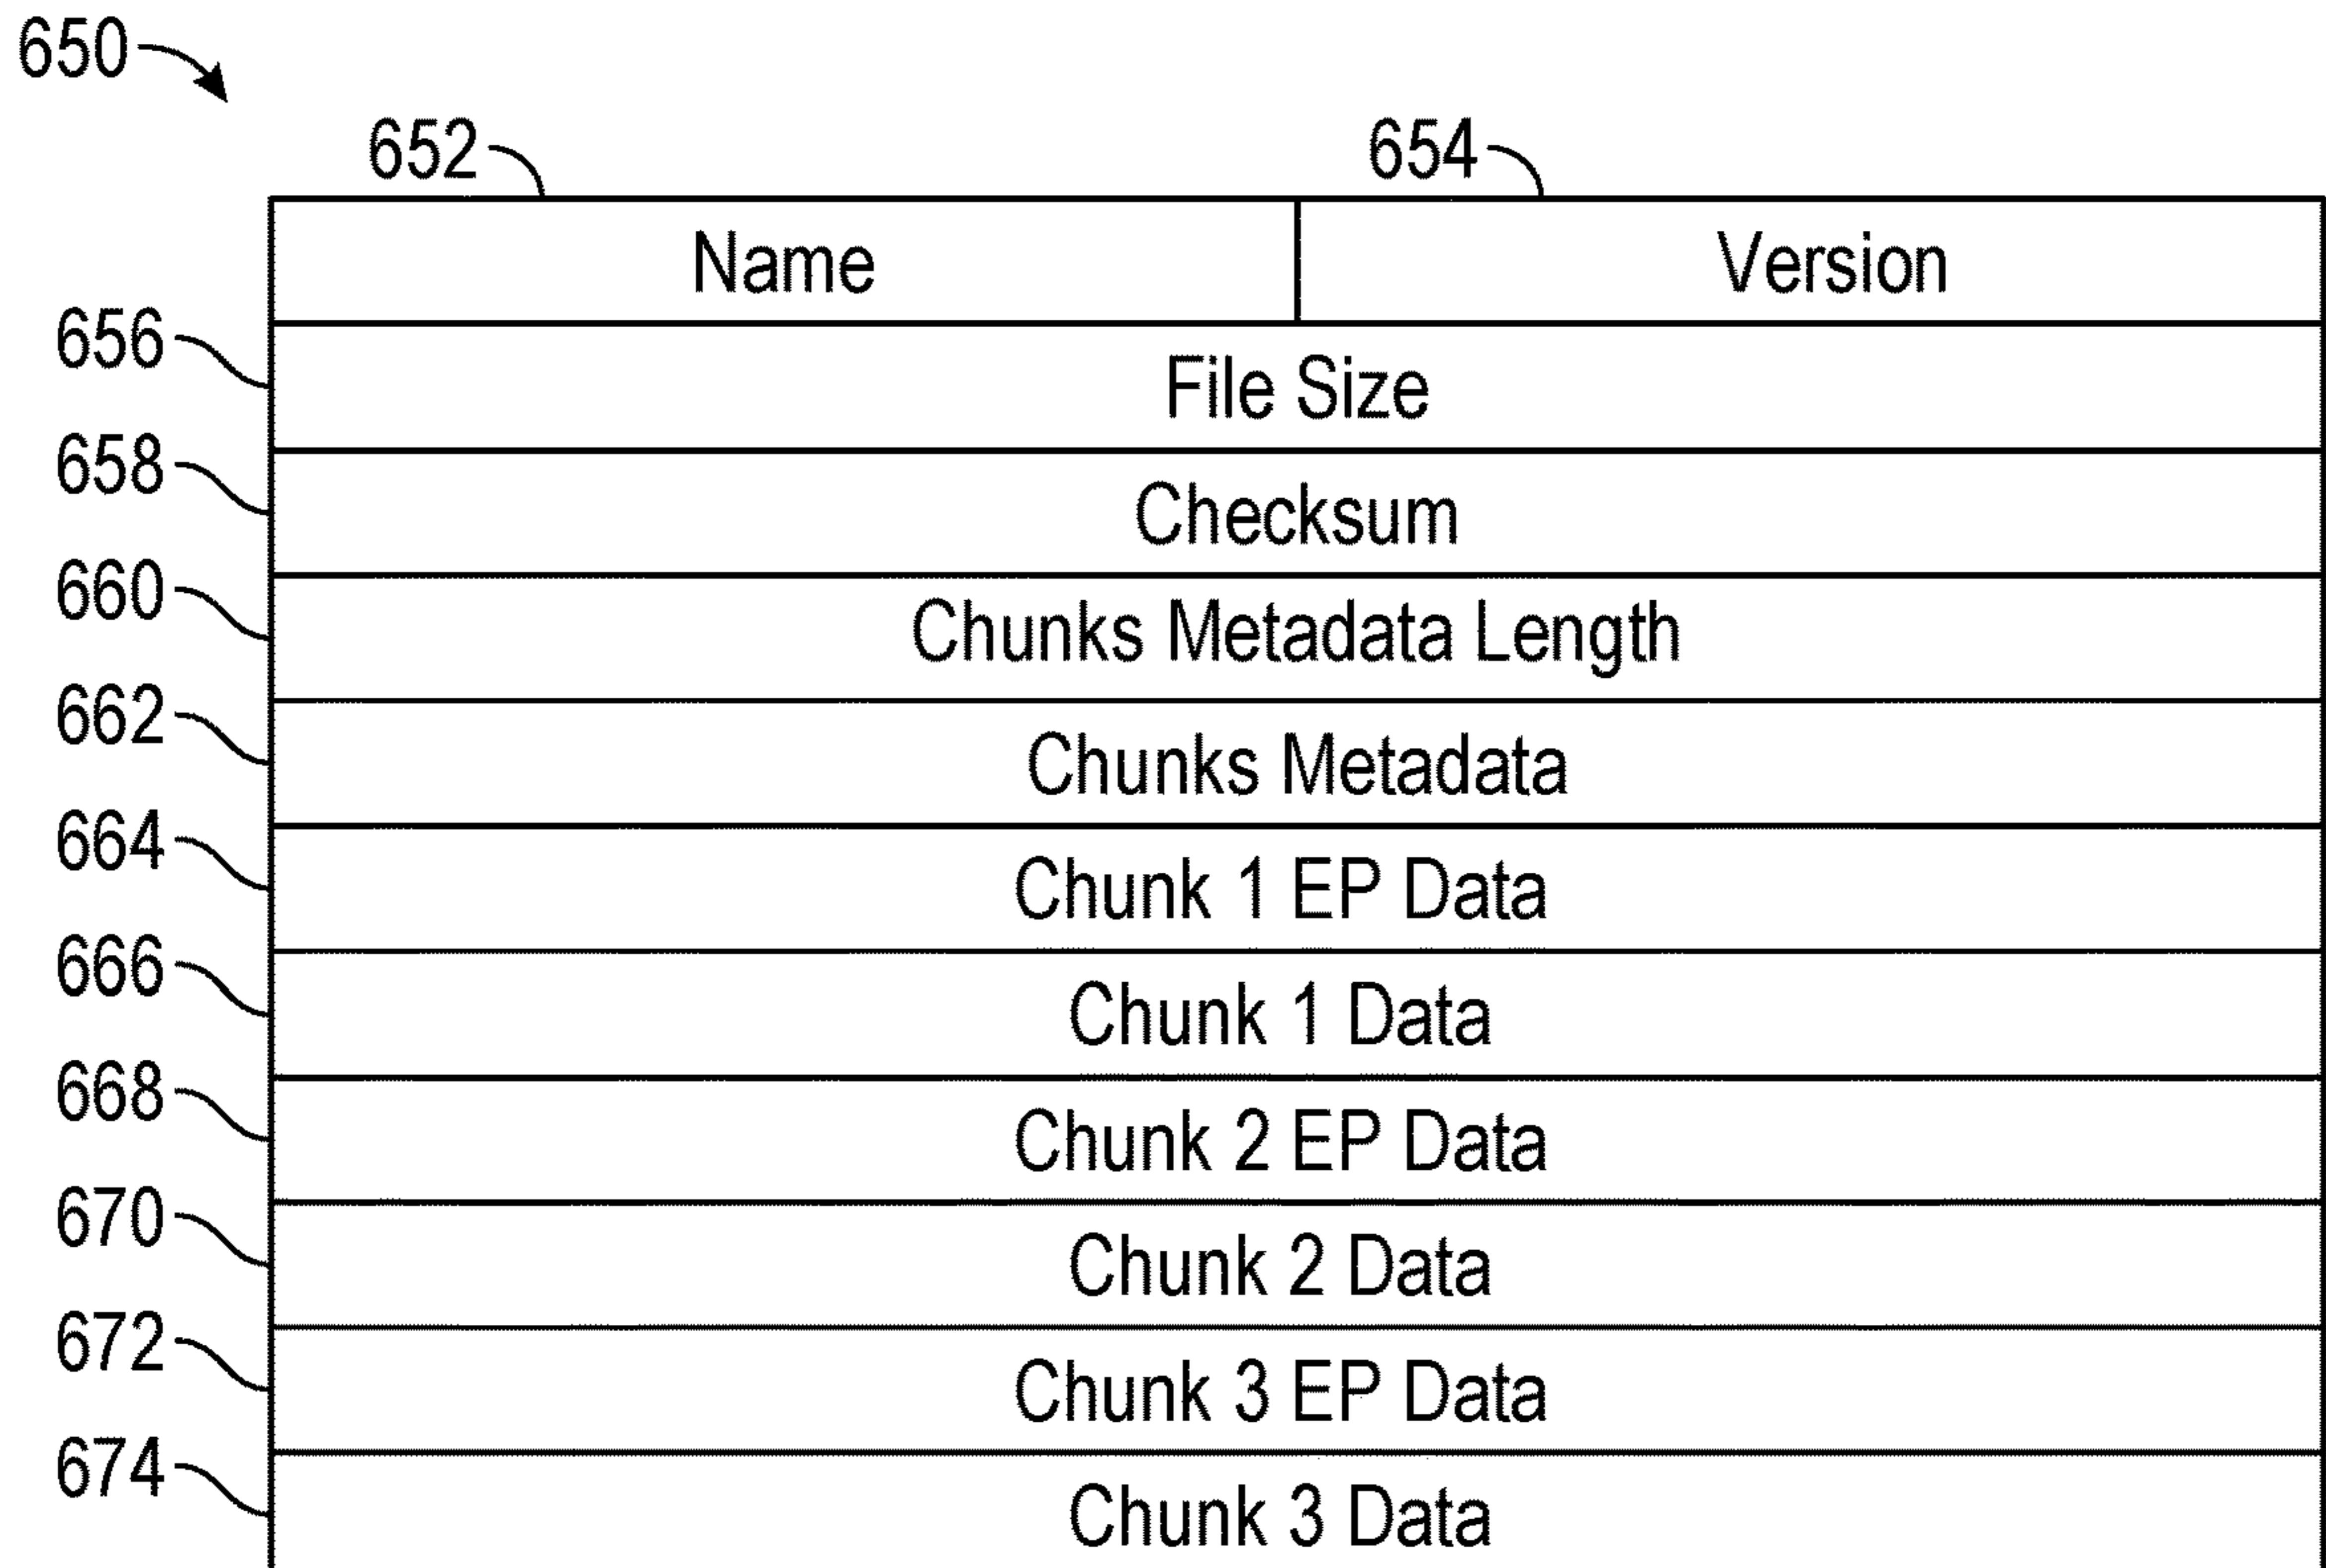 650
652 654
Name Version
656
File Size
658
Checksum
660
Chunks Metadata Length
662
Chunks Metadata
664
Chunk 1 EP Data
666
Chunk 1 Data
668
Chunk 2 EP Data
670
Chunk 2 Data
672
Chunk 3 EP Data
674
Chunk 3 Data